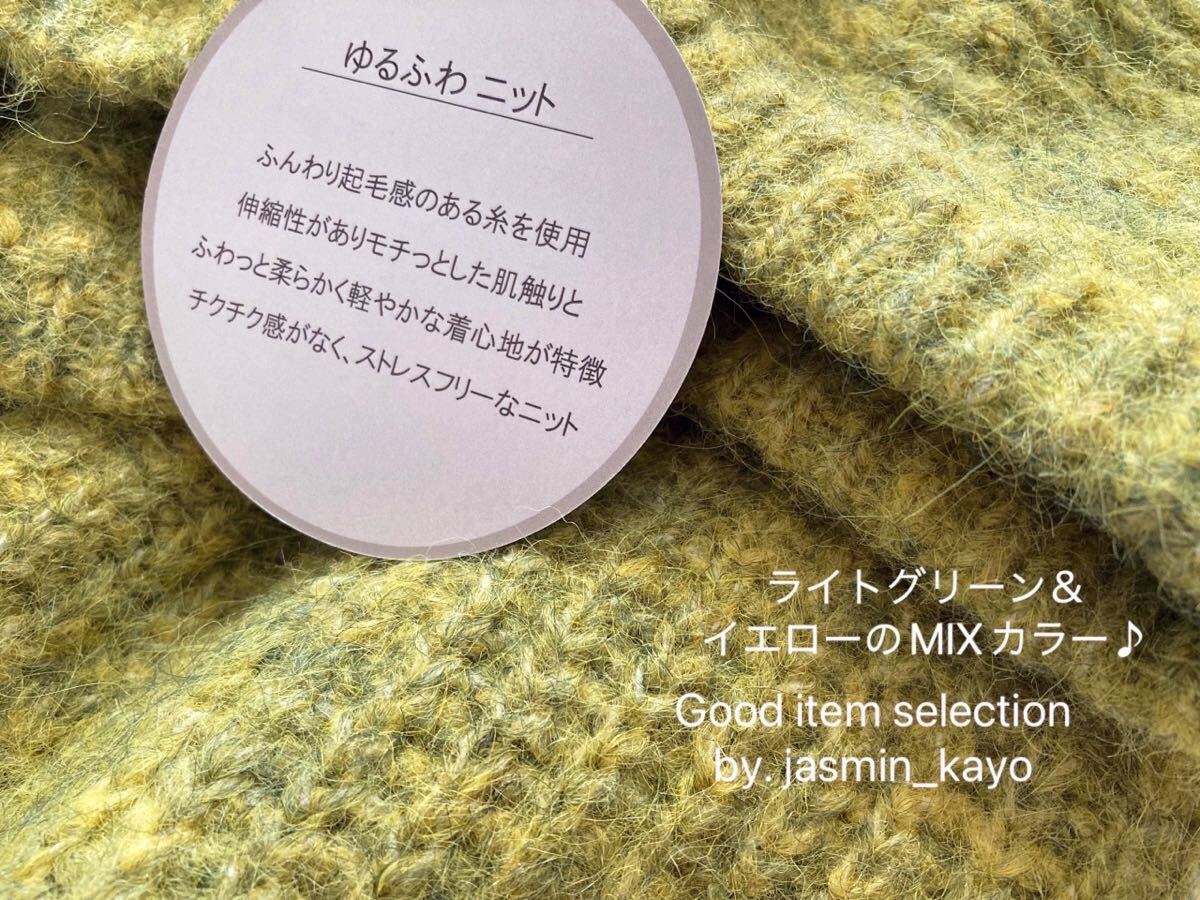 ゆるふわ ニット
ふんわり起毛感のある糸を使用
伸縮性がありモチっとした肌触りと
ふわっと柔らかく軽やかな着心地が特徴
チクチク感がなく、ストレスフリーなニット
ライトグリーン&
イエローのMIXカラー♪
Good item selection
by. jasmin_kayo